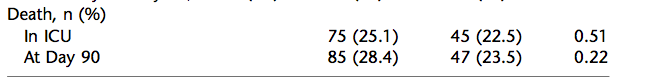 Death, n (%)
In ICU 75 (25.1) 45 (22.5) 0.51
At Day 90 85 (28.4) 47 (23.5) 0.22